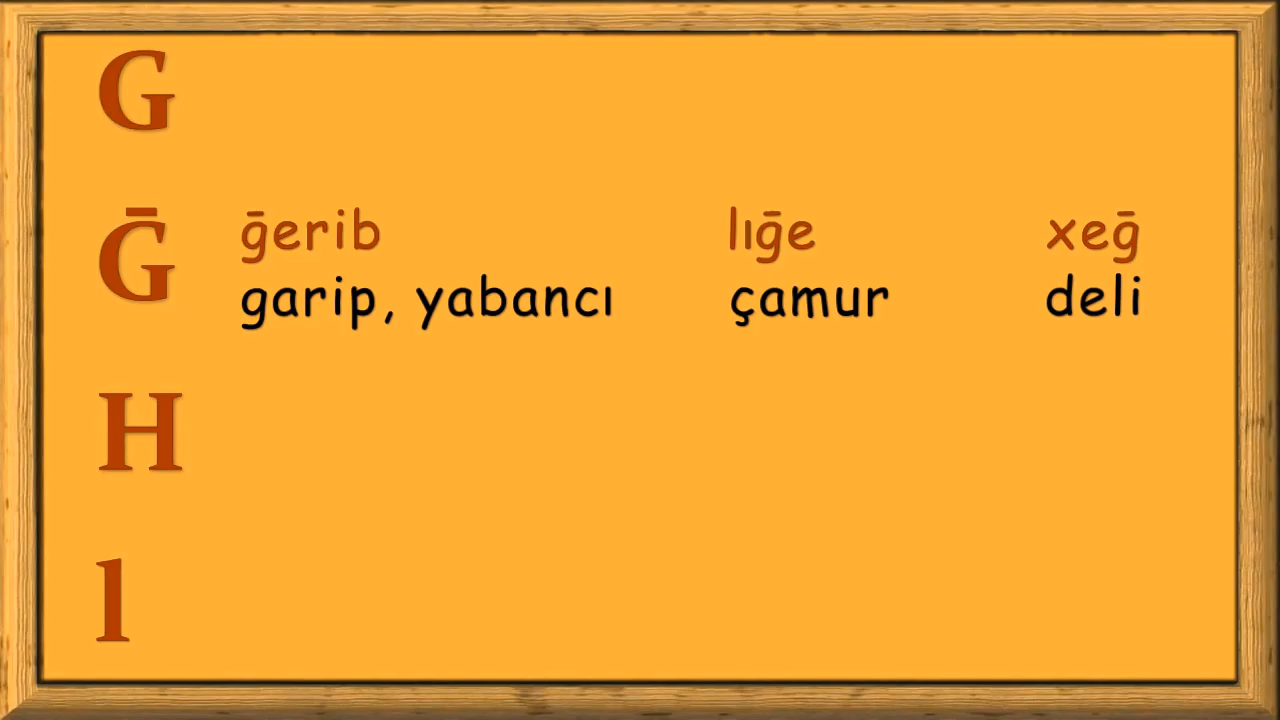 G
Ḡ ḡerib lıḡe xeḡ
garip, yabancı çamur deli
H
l